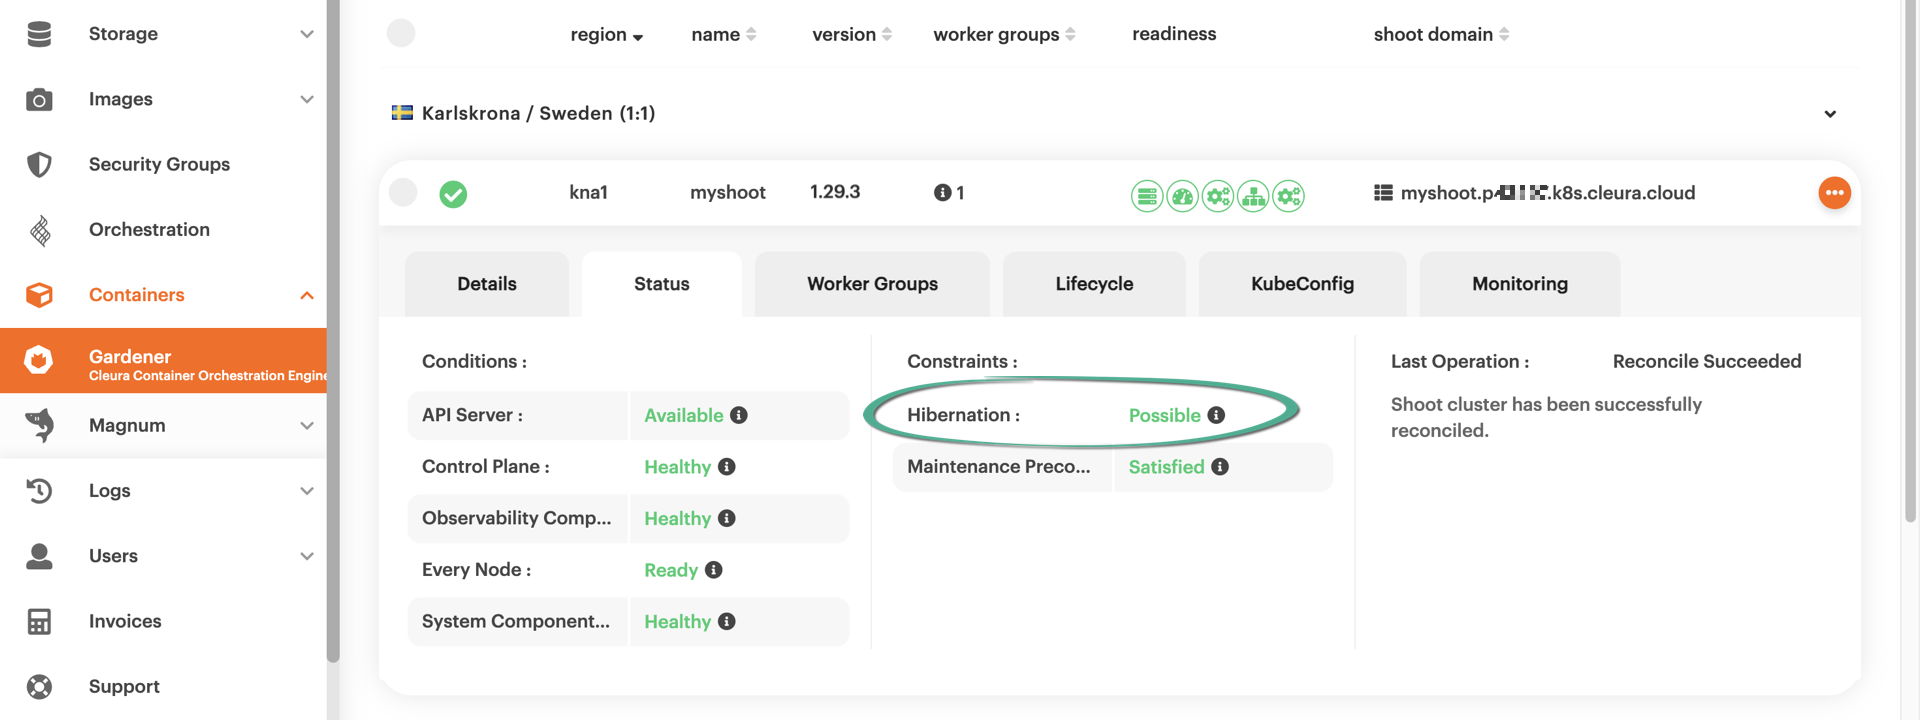 Storage
Images
Security Groups
Orchestration
Containers
Gardener
Cleura Container Orchestration Engine
Magnum
Logs
Users
Invoices
Support
region name version worker groups readiness shoot domain
Karlskrona / Sweden (1:1)
kna1 myshoot 1.29.3 1 myshoot.p .k8s.cleura.cloud
Details Status Worker Groups Lifecycle KubeConfig Monitoring
Conditions :
API Server : Available
Control Plane : Healthy
Observability Comp... Healthy
Every Node : Ready
System Component... Healthy
Constraints :
Hibernation : Possible
Maintenance Preco... Satisfied
Last Operation : Reconcile Succeeded
Shoot cluster has been successfully
reconciled.